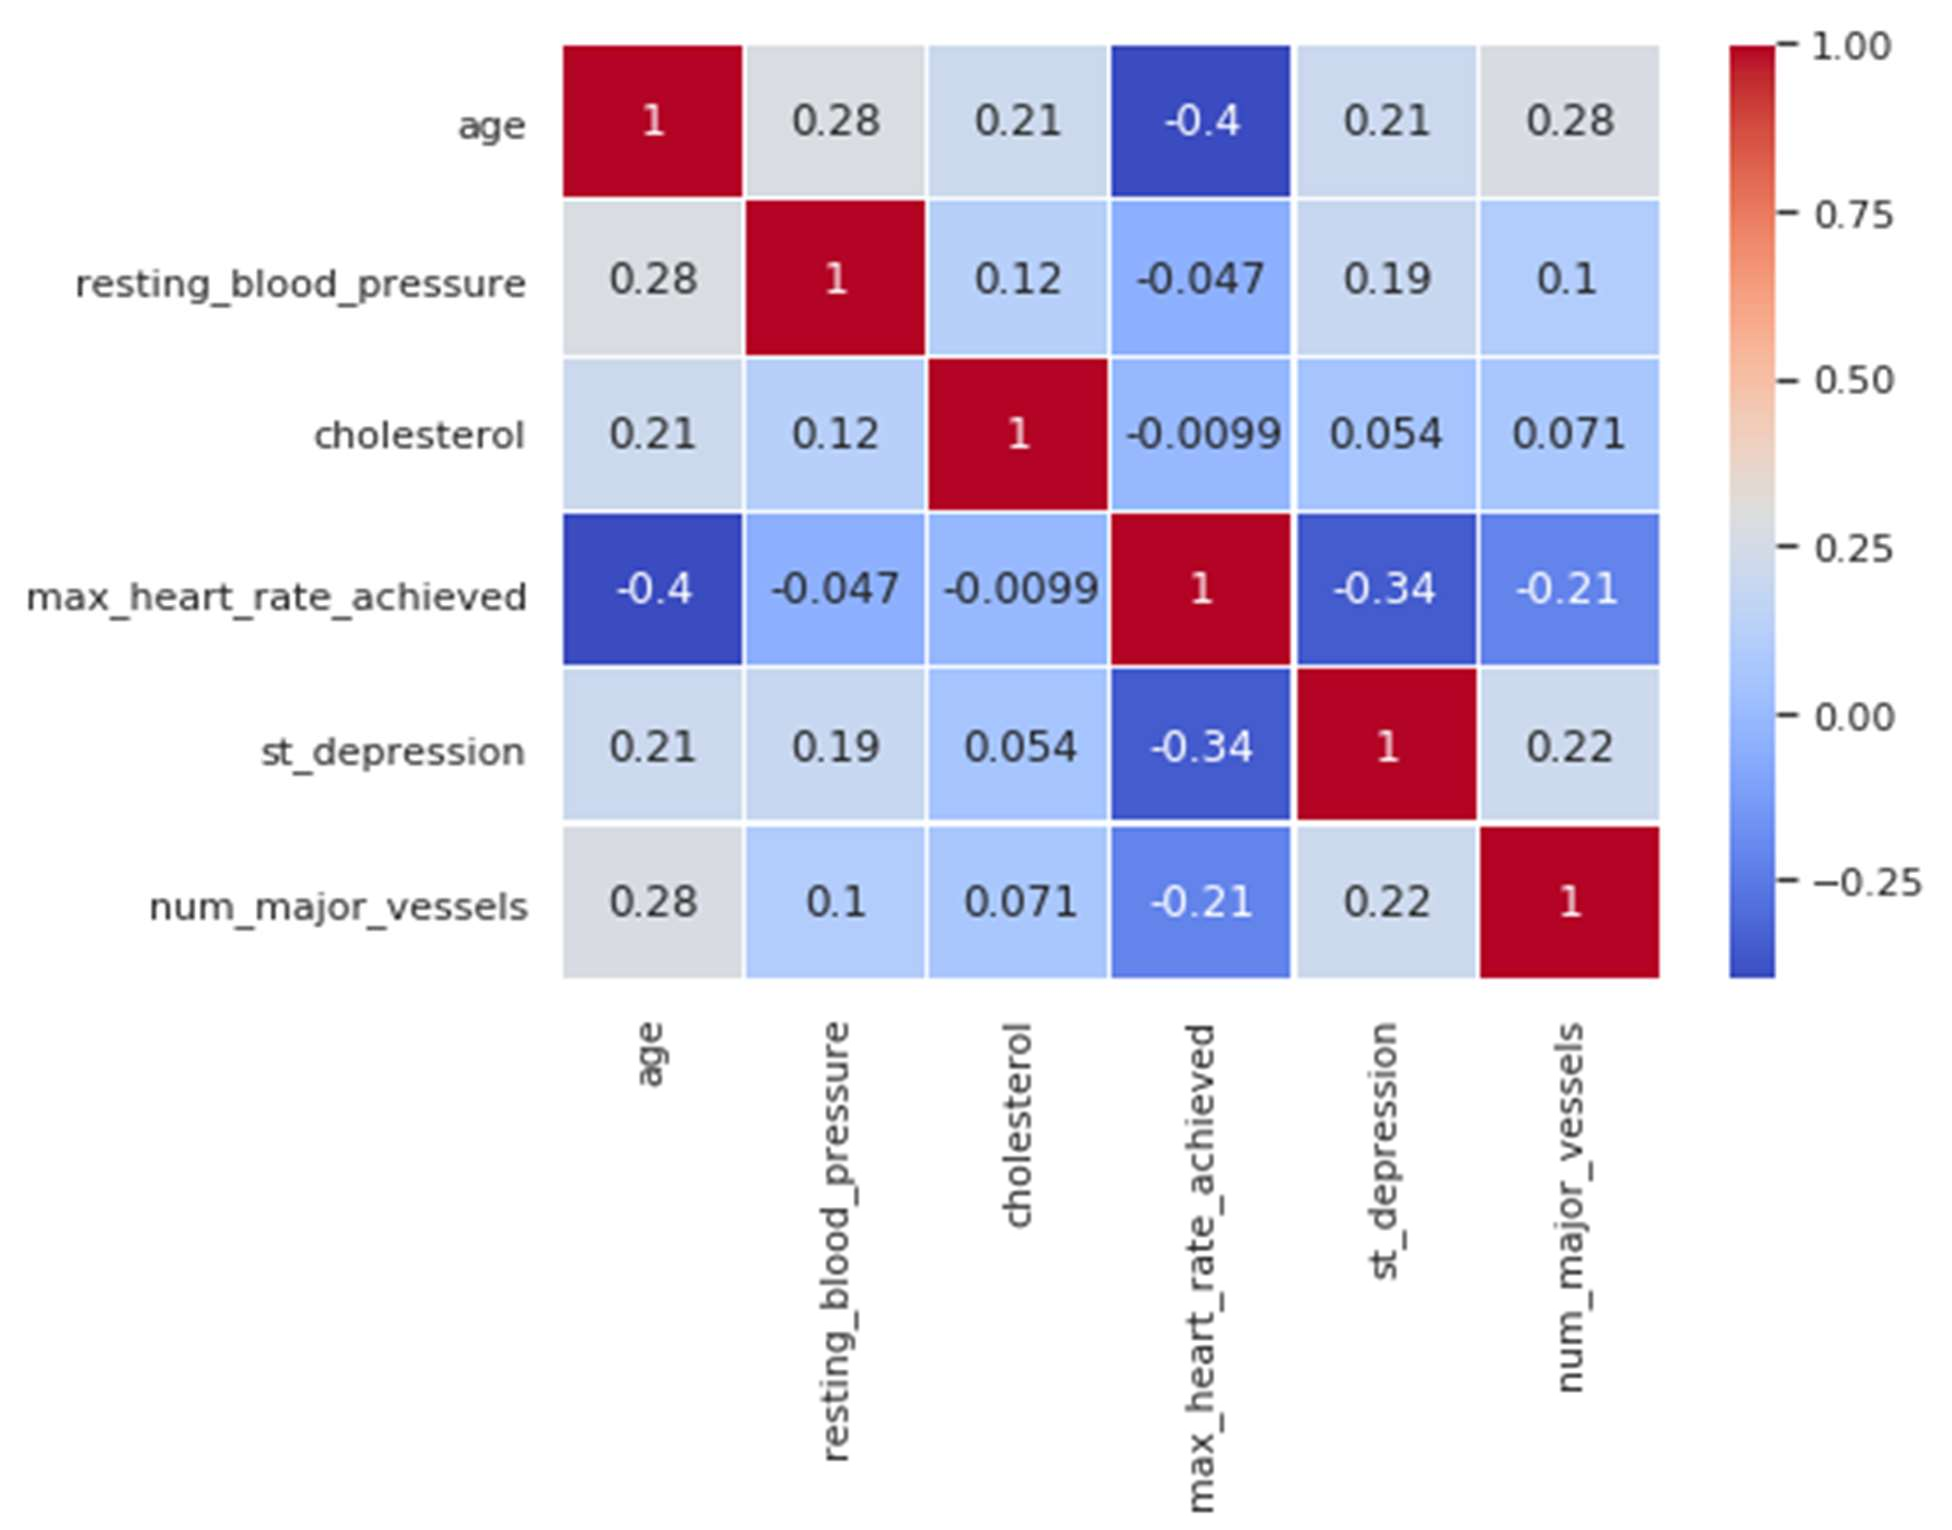 1.00
age 1 0.28 0.21 -0.4 0.21 0.28
0.75
resting_blood_pressure 0.28 1 0.12 -0.047 0.19 0.1
0.50
cholesterol 0.21 0.12 1 -0.0099 0.054 0.071
0.25
max_heart_rate_achieved -0.4 -0.047 -0.0099 1 -0.34 -0.21
0.00
st_depression 0.21 0.19 0.054 -0.34 1 0.22
−0.25
num_major_vessels 0.28 0.1 0.071 -0.21 0.22 1
age
resting_blood_pressure
cholesterol
max_heart_rate_achieved
st_depression
num_major_vessels